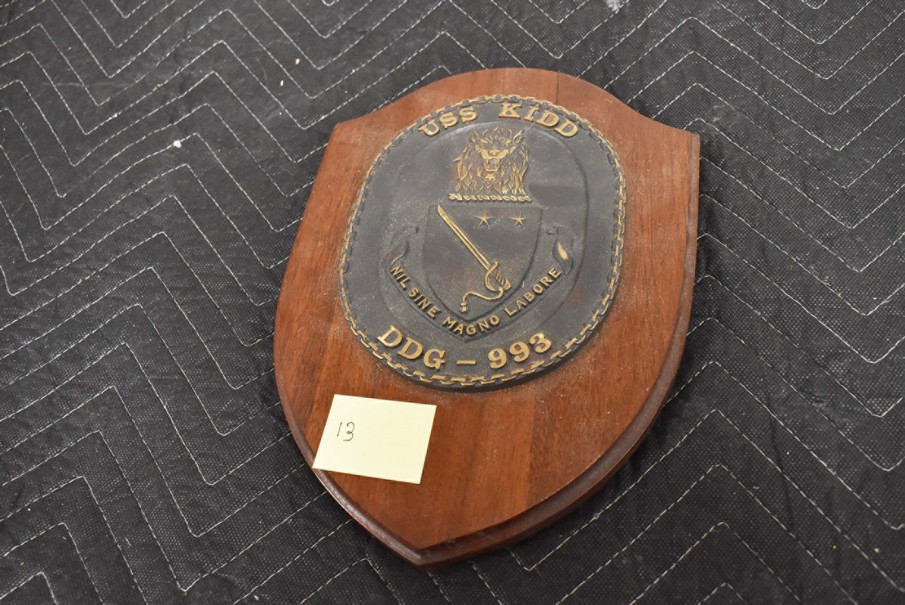 USS KIDD
NIL SINE MAGNO LABORE
DDG - 993
13